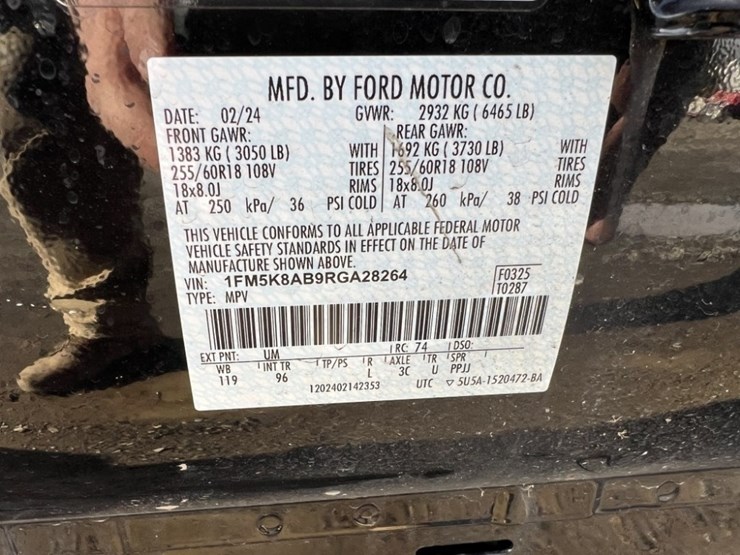 MFD. BY FORD MOTOR CO.
DATE: 02/24 GVWR: 2932 KG ( 6465 LB)
FRONT GAWR: REAR GAWR:
1383 KG ( 3050 LB) WITH 1692 KG ( 3730 LB) WITH
255/60R18 108V TIRES 255/60R18 108V TIRES
18x8.0J RIMS 18x8.0J RIMS
AT 250 kPa/ 36 PSI COLD AT 260 kPa/ 38 PSI COLD
THIS VEHICLE CONFORMS TO ALL APPLICABLE FEDERAL MOTOR
VEHICLE SAFETY STANDARDS IN EFFECT ON THE DATE OF
MANUFACTURE SHOWN ABOVE.
VIN: 1FM5K8AB9RGA28264 F0325
TYPE: MPV T0287
EXT PNT: UM RC: 74 DSO:
WB INT TR TP/PS R AXLE TR SPR
119 96 L 3C U PPJJ
1202402142353 UTC ▽ 5U5A-1520472-BA